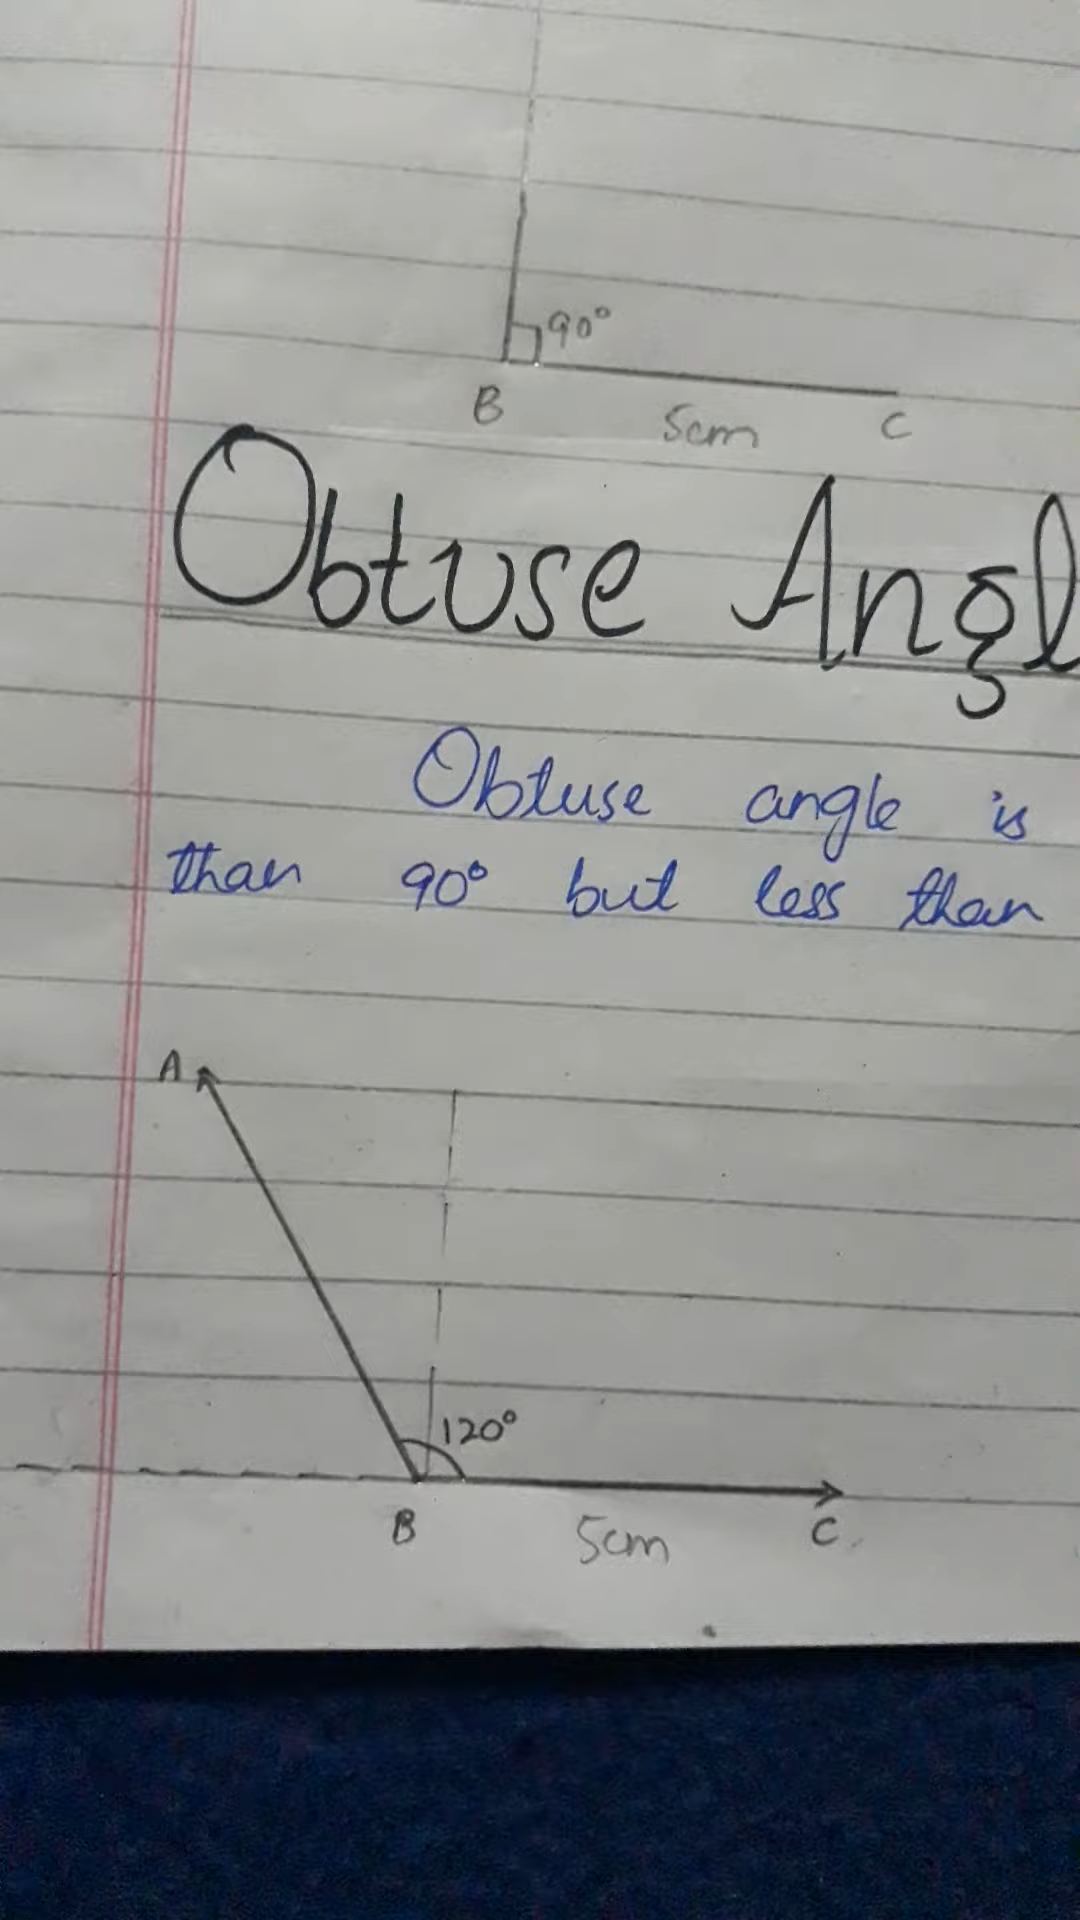 90°
B 5cm C
Obtuse Angl
Obtuse angle is
than 90° but less than
A
120°
B 5cm C